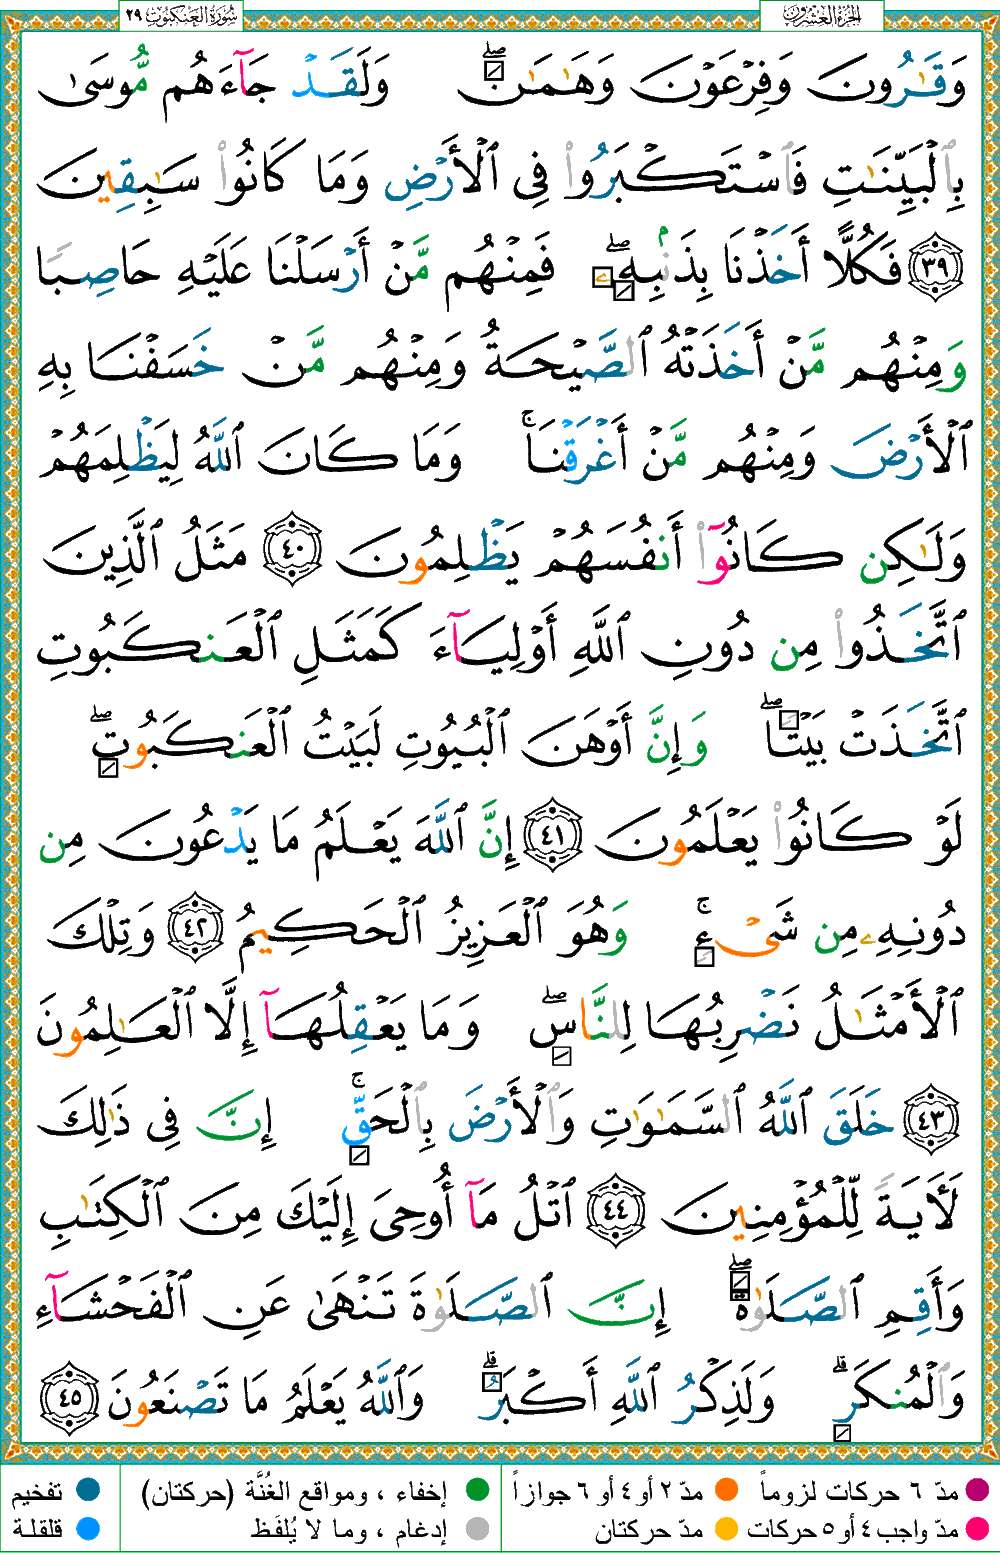 سُورَةُ العَنكَبُوت ٢٩
الجُزءُ العِشْرُون
وَقَٰرُونَ وَفِرْعَوْنَ وَهَٰمَٰنَۖ وَلَقَدْ جَآءَهُم مُّوسَىٰ
بِٱلْبَيِّنَٰتِ فَٱسْتَكْبَرُوا۟ فِى ٱلْأَرْضِ وَمَا كَانُوا۟ سَٰبِقِينَ
٣٩ فَكُلًّا أَخَذْنَا بِذَنۢبِهِۦۖ فَمِنْهُم مَّنْ أَرْسَلْنَا عَلَيْهِ حَاصِبًا
وَمِنْهُم مَّنْ أَخَذَتْهُ ٱلصَّيْحَةُ وَمِنْهُم مَّنْ خَسَفْنَا بِهِ
ٱلْأَرْضَ وَمِنْهُم مَّنْ أَغْرَقْنَاۚ وَمَا كَانَ ٱللَّهُ لِيَظْلِمَهُمْ
وَلَٰكِن كَانُوٓا۟ أَنفُسَهُمْ يَظْلِمُونَ ٤٠ مَثَلُ ٱلَّذِينَ
ٱتَّخَذُوا۟ مِن دُونِ ٱللَّهِ أَوْلِيَآءَ كَمَثَلِ ٱلْعَنكَبُوتِ
ٱتَّخَذَتْ بَيْتًاۖ وَإِنَّ أَوْهَنَ ٱلْبُيُوتِ لَبَيْتُ ٱلْعَنكَبُوتِۖ
لَوْ كَانُوا۟ يَعْلَمُونَ ٤١ إِنَّ ٱللَّهَ يَعْلَمُ مَا يَدْعُونَ مِن
دُونِهِۦ مِن شَىْءٍۚ وَهُوَ ٱلْعَزِيزُ ٱلْحَكِيمُ ٤٢ وَتِلْكَ
ٱلْأَمْثَٰلُ نَضْرِبُهَا لِلنَّاسِۖ وَمَا يَعْقِلُهَآ إِلَّا ٱلْعَٰلِمُونَ
٤٣ خَلَقَ ٱللَّهُ ٱلسَّمَٰوَٰتِ وَٱلْأَرْضَ بِٱلْحَقِّۚ إِنَّ فِى ذَٰلِكَ
لَـَٔايَةً لِّلْمُؤْمِنِينَ ٤٤ ٱتْلُ مَآ أُوحِىَ إِلَيْكَ مِنَ ٱلْكِتَٰبِ
وَأَقِمِ ٱلصَّلَوٰةَۖ إِنَّ ٱلصَّلَوٰةَ تَنْهَىٰ عَنِ ٱلْفَحْشَآءِ
وَٱلْمُنكَرِۗ وَلَذِكْرُ ٱللَّهِ أَكْبَرُۗ وَٱللَّهُ يَعْلَمُ مَا تَصْنَعُونَ ٤٥
مدّ ٦ حركات لزوماً مدّ ٢ أو ٤ أو ٦ جوازاً إخفاء ، ومواقع الغُنَّة (حركتان) تفخيم
مدّ واجب ٤ أو ٥ حركات مدّ حركتان إدغام ، وما لا يُلفَظ قلقلة